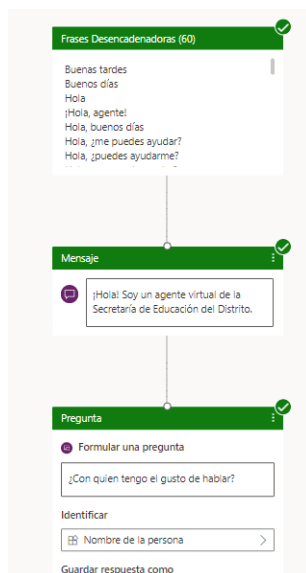 Frases Desencadenadoras (60)
Buenas tardes
Buenos días
Hola
¡Hola, agente!
Hola, buenos días
Hola, ¿me puedes ayudar?
Hola, ¿puedes ayudarme?
Mensaje
¡Hola! Soy un agente virtual de la
Secretaría de Educación del Distrito.
Pregunta
Formular una pregunta
¿Con quien tengo el gusto de hablar?
Identificar
Nombre de la persona
Guardar respuesta como